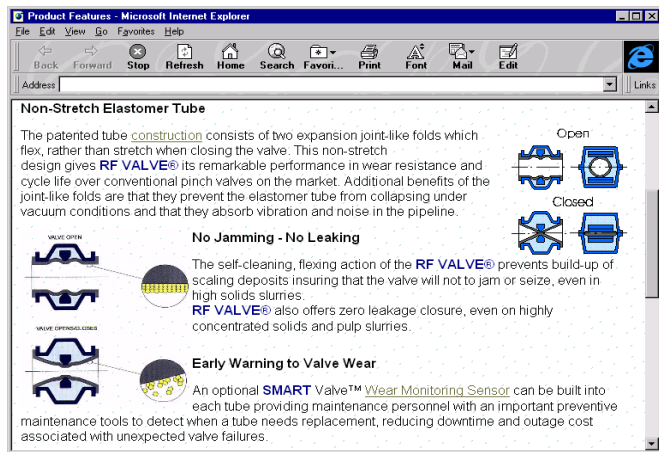 Product Features - Microsoft Internet Explorer
File Edit View Go Favorites Help
Back Forward Stop Refresh Home Search Favori... Print Font Mail Edit
Address Links
Non-Stretch Elastomer Tube
The patented tube construction consists of two expansion joint-like folds which
flex, rather than stretch when closing the valve. This non-stretch
design gives RF VALVE® its remarkable performance in wear resistance and
cycle life over conventional pinch valves on the market. Additional benefits of the
joint-like folds are that they prevent the elastomer tube from collapsing under
vacuum conditions and that they absorb vibration and noise in the pipeline.
Open
Closed
VALVE OPEN
No Jamming - No Leaking
The self-cleaning, flexing action of the RF VALVE® prevents build-up of
scaling deposits insuring that the valve will not to jam or seize, even in
high solids slurries.
RF VALVE® also offers zero leakage closure, even on highly
concentrated solids and pulp slurries.
VALVE OPENS/CLOSES
Early Warning to Valve Wear
An optional SMART Valve™ Wear Monitoring Sensor can be built into
each tube providing maintenance personnel with an important preventive
maintenance tools to detect when a tube needs replacement, reducing downtime and outage cost
associated with unexpected valve failures.